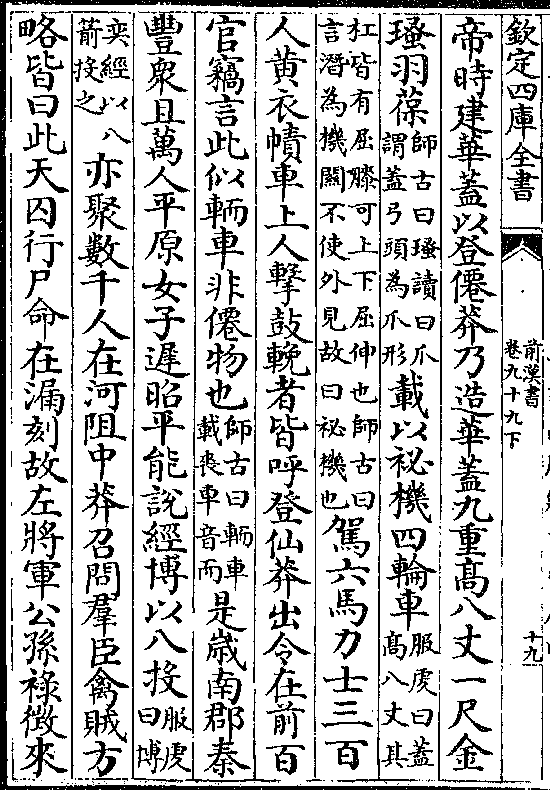 欽定四庫全書
前漢書
卷九十九下
十九
帝時建華蓋以登僊莽乃造華蓋九重髙八丈一尺金
瑵羽葆師古曰瑵讀曰爪謂蓋弓頭為爪形載以祕機四輪車服虔曰蓋髙八丈其
杠皆有屈膝可上下屈伸也師古曰言潛為機關不使外見故曰祕機也駕六馬力士三百
人黄衣幘車上人擊鼓輓者皆呼登仙莽出令在前百
官竊言此似輀車非僊物也師古曰輀車載喪車音而是歳南郡秦
豐衆且萬人平原女子遲昭平能說經博以八投服虔曰博
奕經以八箭投之亦聚數千人在河阻中莽召問羣臣禽賊方
略皆曰此天囚行尸命在漏刻故左將軍公孫祿徵來